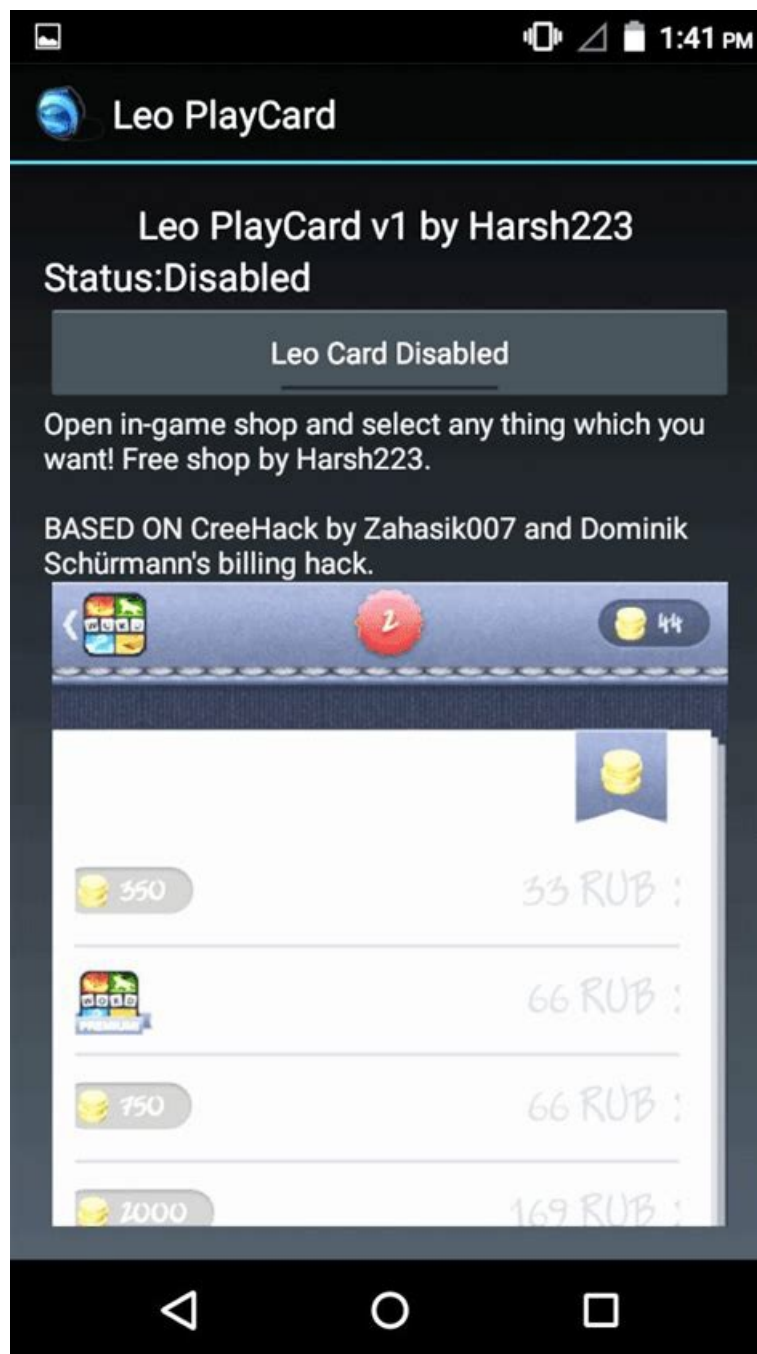 1:41 PM
Leo PlayCard
Leo PlayCard v1 by Harsh223
Status:Disabled
Leo Card Disabled
Open in-game shop and select any thing which you
want! Free shop by Harsh223.
BASED ON CreeHack by Zahasik007 and Dominik
Schürmann's billing hack.
2
44
350
33 RUB :
WORD
PREMIUM!
66 RUB :
750
66 RUB :
2000
169 RUB :